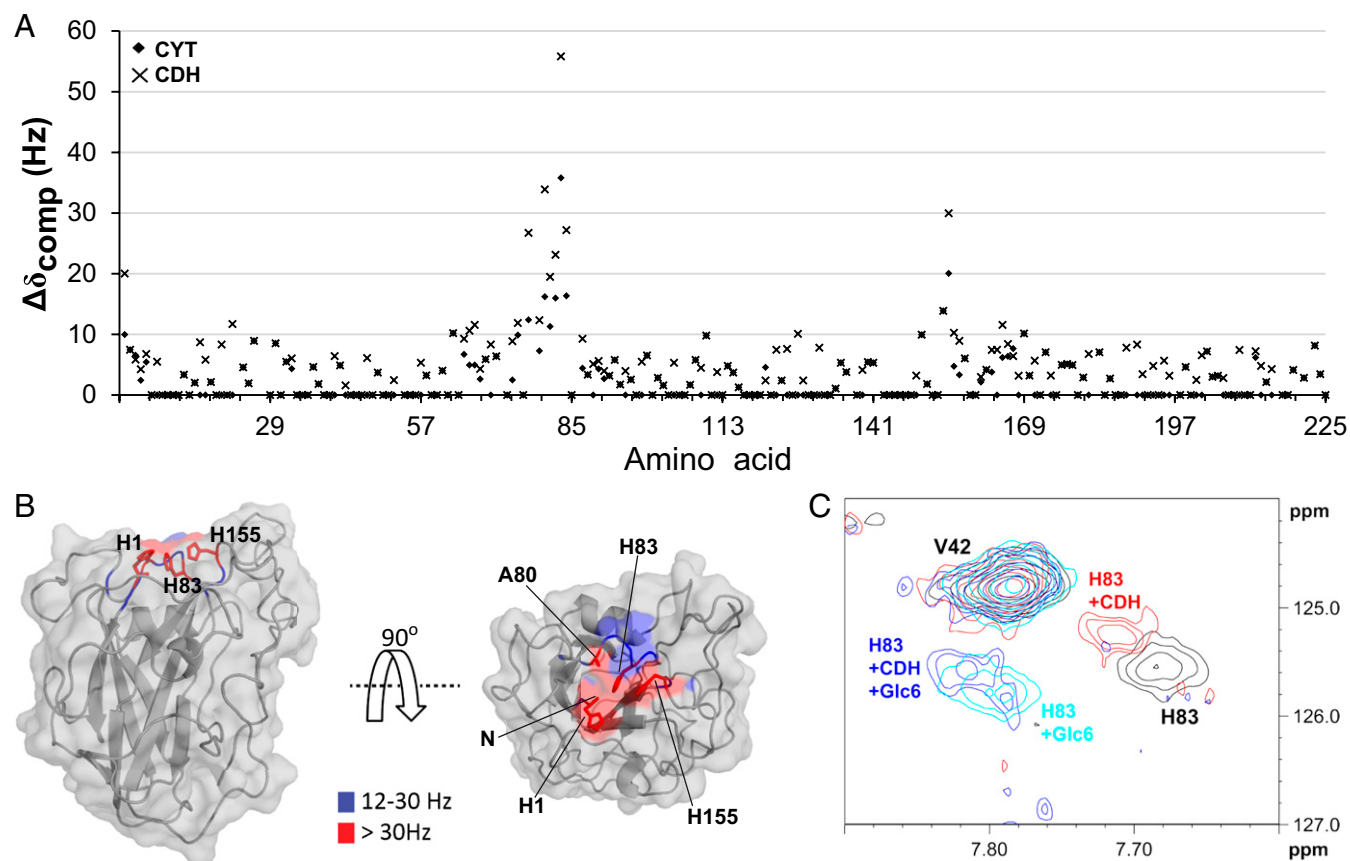 A
60
50
40
30
20
10
0
Δδcomp (Hz)
CYT
CDH
29 57 85 113 141 169 197 225
Amino acid
B
H1
H155
H83
90o
12-30 Hz
> 30Hz
H83
A80
N
H1
H155
C
V42
H83
+CDH
H83
+CDH
+Glc6
H83
+Glc6
H83
ppm
125.0
126.0
127.0
7.80 7.70 ppm